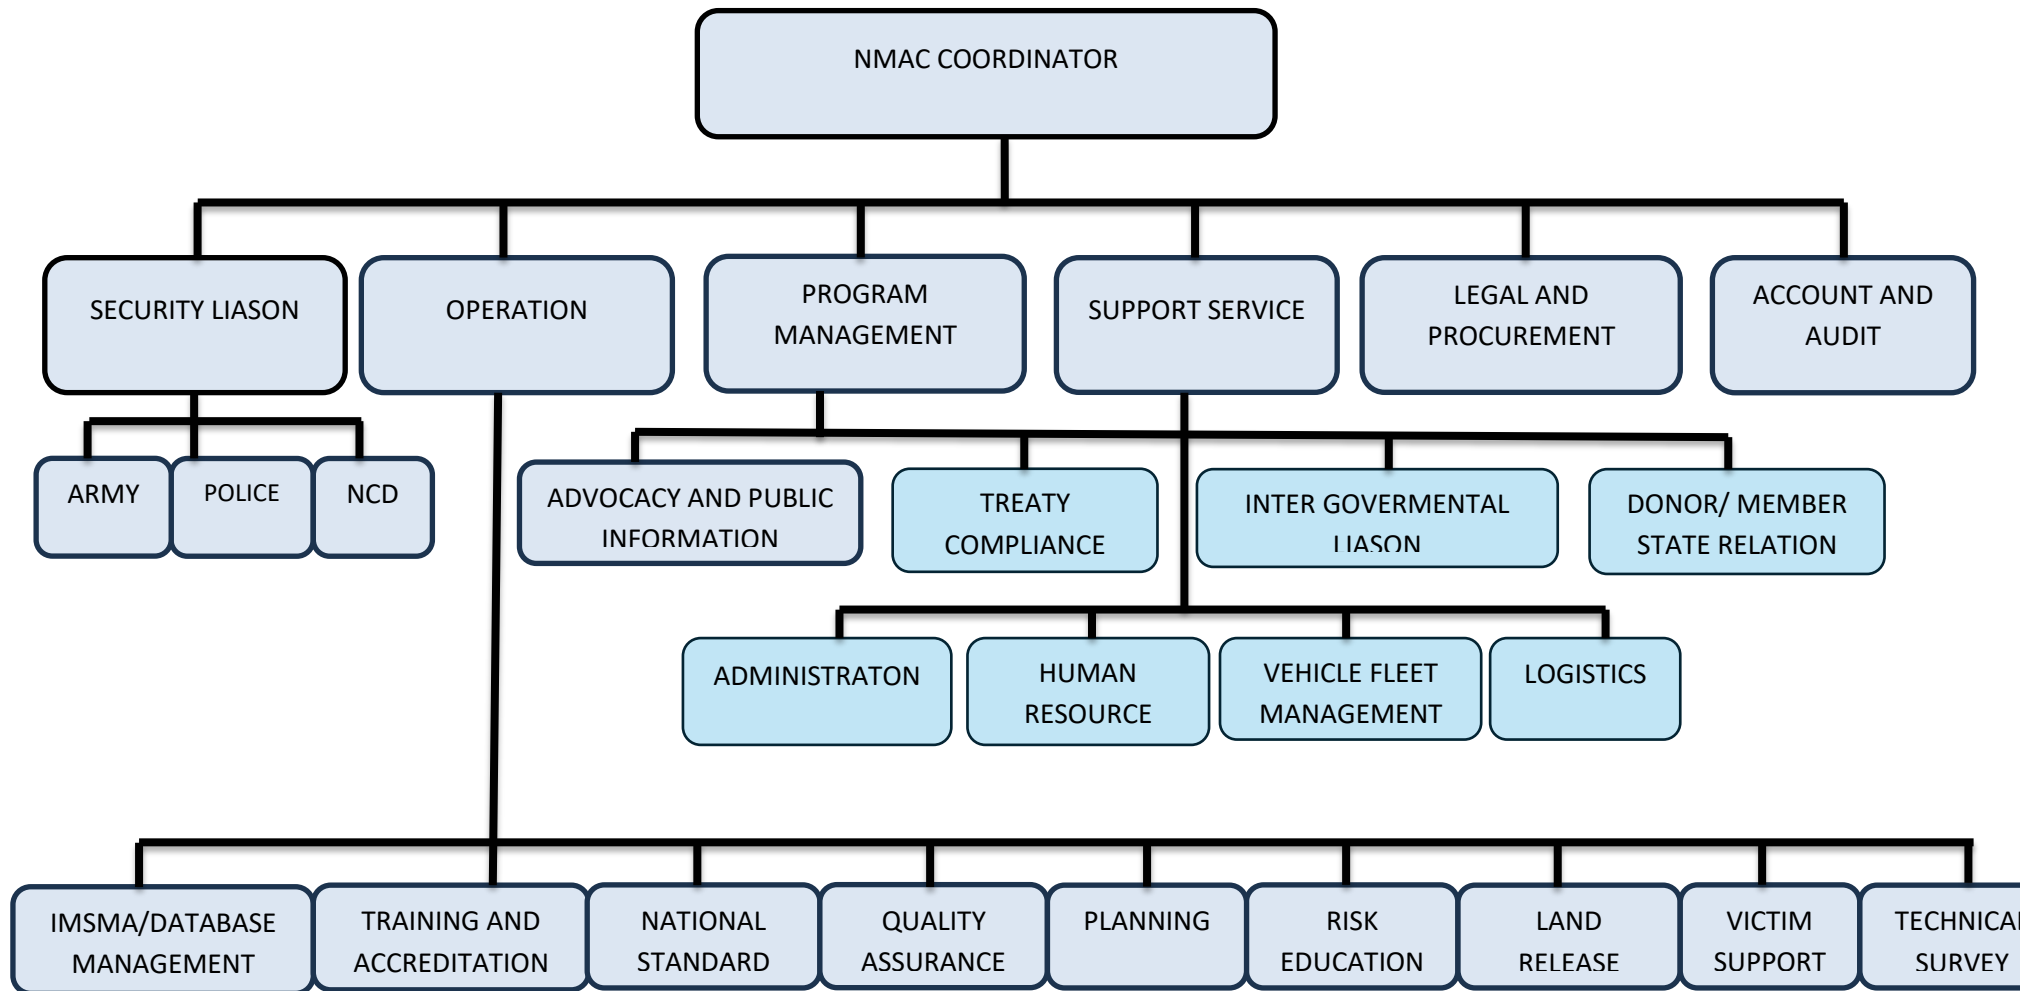 NMAC COORDINATOR
SECURITY LIASON
OPERATION
PROGRAM
MANAGEMENT
SUPPORT SERVICE
LEGAL AND
PROCUREMENT
ACCOUNT AND
AUDIT
ARMY
POLICE
NCD
ADVOCACY AND PUBLIC
INFORMATION
TREATY
COMPLIANCE
INTER GOVERMENTAL
LIASON
DONOR/ MEMBER
STATE RELATION
ADMINISTRATON
HUMAN
RESOURCE
VEHICLE FLEET
MANAGEMENT
LOGISTICS
IMSMA/DATABASE
MANAGEMENT
TRAINING AND
ACCREDITATION
NATIONAL
STANDARD
QUALITY
ASSURANCE
PLANNING
RISK
EDUCATION
LAND
RELEASE
VICTIM
SUPPORT
TECHNICAL
SURVEY